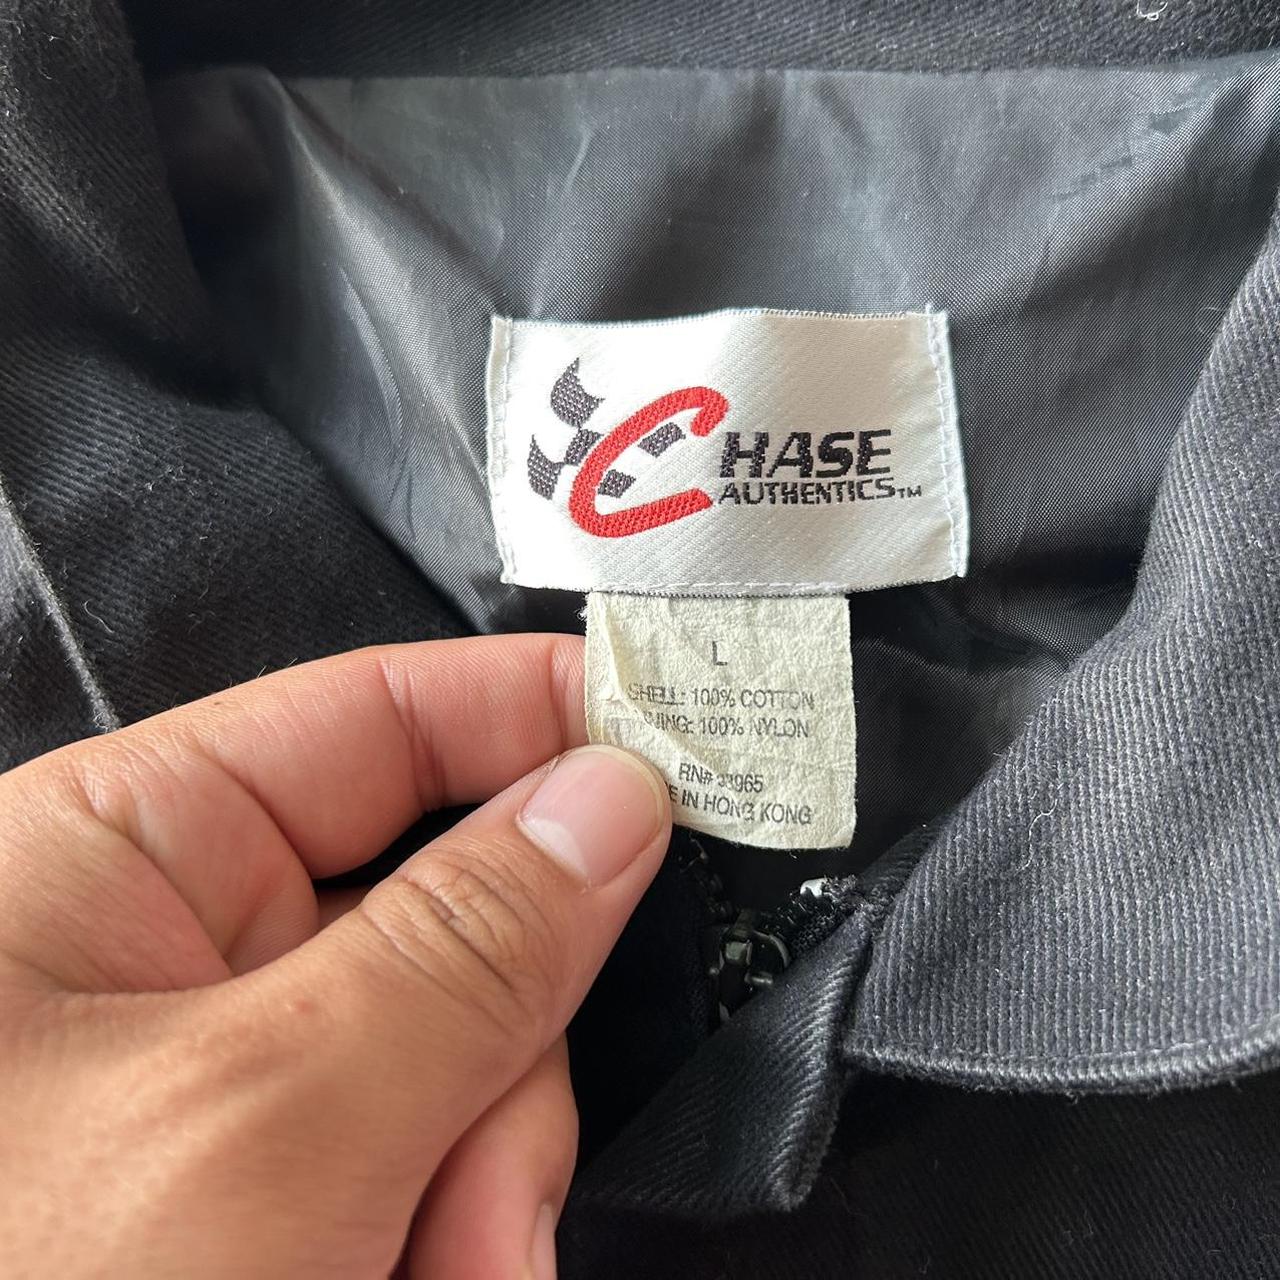 CHASE
AUTHENTICS™
L
SHELL: 100% COTTON
100% NYLON
RN#
IN HONG KONG